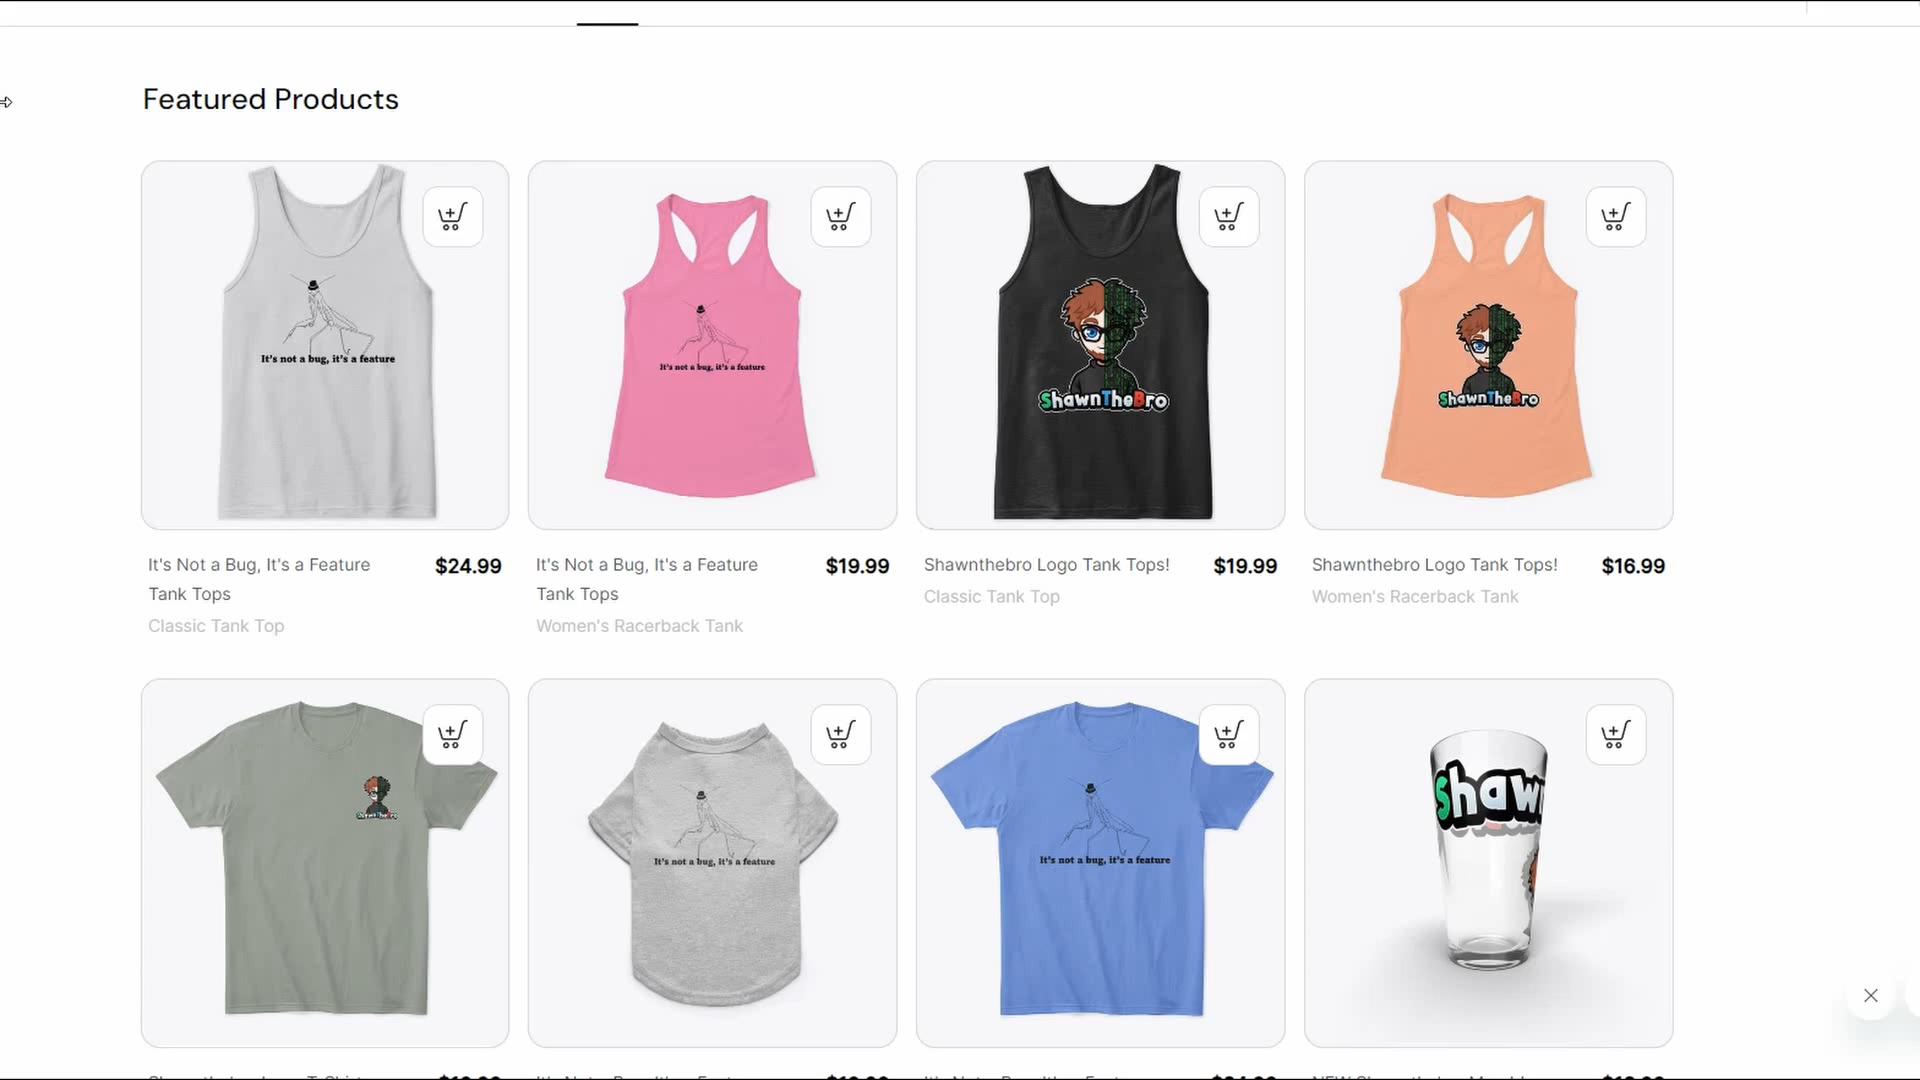 Featured Products
It's not a bug, it's a feature
It's not a bug, it's a feature
ShawnTheBro
ShawnTheBro
It's Not a Bug, It's a Feature $24.99
Tank Tops
Classic Tank Top
It's Not a Bug, It's a Feature $19.99
Tank Tops
Women's Racerback Tank
Shawnthebro Logo Tank Tops! $19.99
Classic Tank Top
Shawnthebro Logo Tank Tops! $16.99
Women's Racerback Tank
ShawnTheBro
It's not a bug, it's a feature
It's not a bug, it's a feature
Shaw